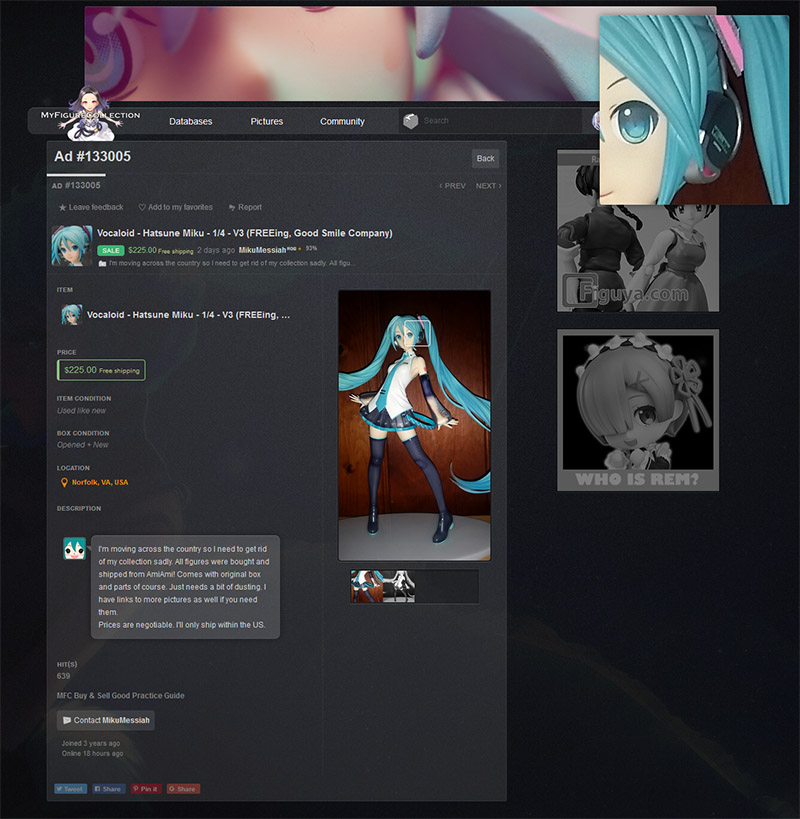 MyFigureCollection
Databases
Pictures
Community
Search
Ad #133005
Back
AD #133005
‹ PREV
NEXT ›
Leave feedback
Add to my favorites
Report
Vocaloid - Hatsune Miku - 1/4 - V3 (FREEing, Good Smile Company)
SALE $225.00 Free shipping 2 days ago MikuMessiah 93%
I'm moving across the country so I need to get rid of my collection sadly. All figu...
ITEM
Vocaloid - Hatsune Miku - 1/4 - V3 (FREEing, ...
PRICE
$225.00 Free shipping
ITEM CONDITION
Used like new
BOX CONDITION
Opened + New
LOCATION
Norfolk, VA, USA
DESCRIPTION
I'm moving across the country so I need to get rid
of my collection sadly. All figures were bought and
shipped from AmiAmi! Comes with original box
and parts of course. Just needs a bit of dusting. I
have links to more pictures as well if you need
them.
Prices are negotiable. I'll only ship within the US.
HIT(S)
639
MFC Buy & Sell Good Practice Guide
Contact MikuMessiah
Joined 3 years ago
Online 18 hours ago
Tweet
Share
Pin it
Share
Ra
Figuya.com
WHO IS REM?